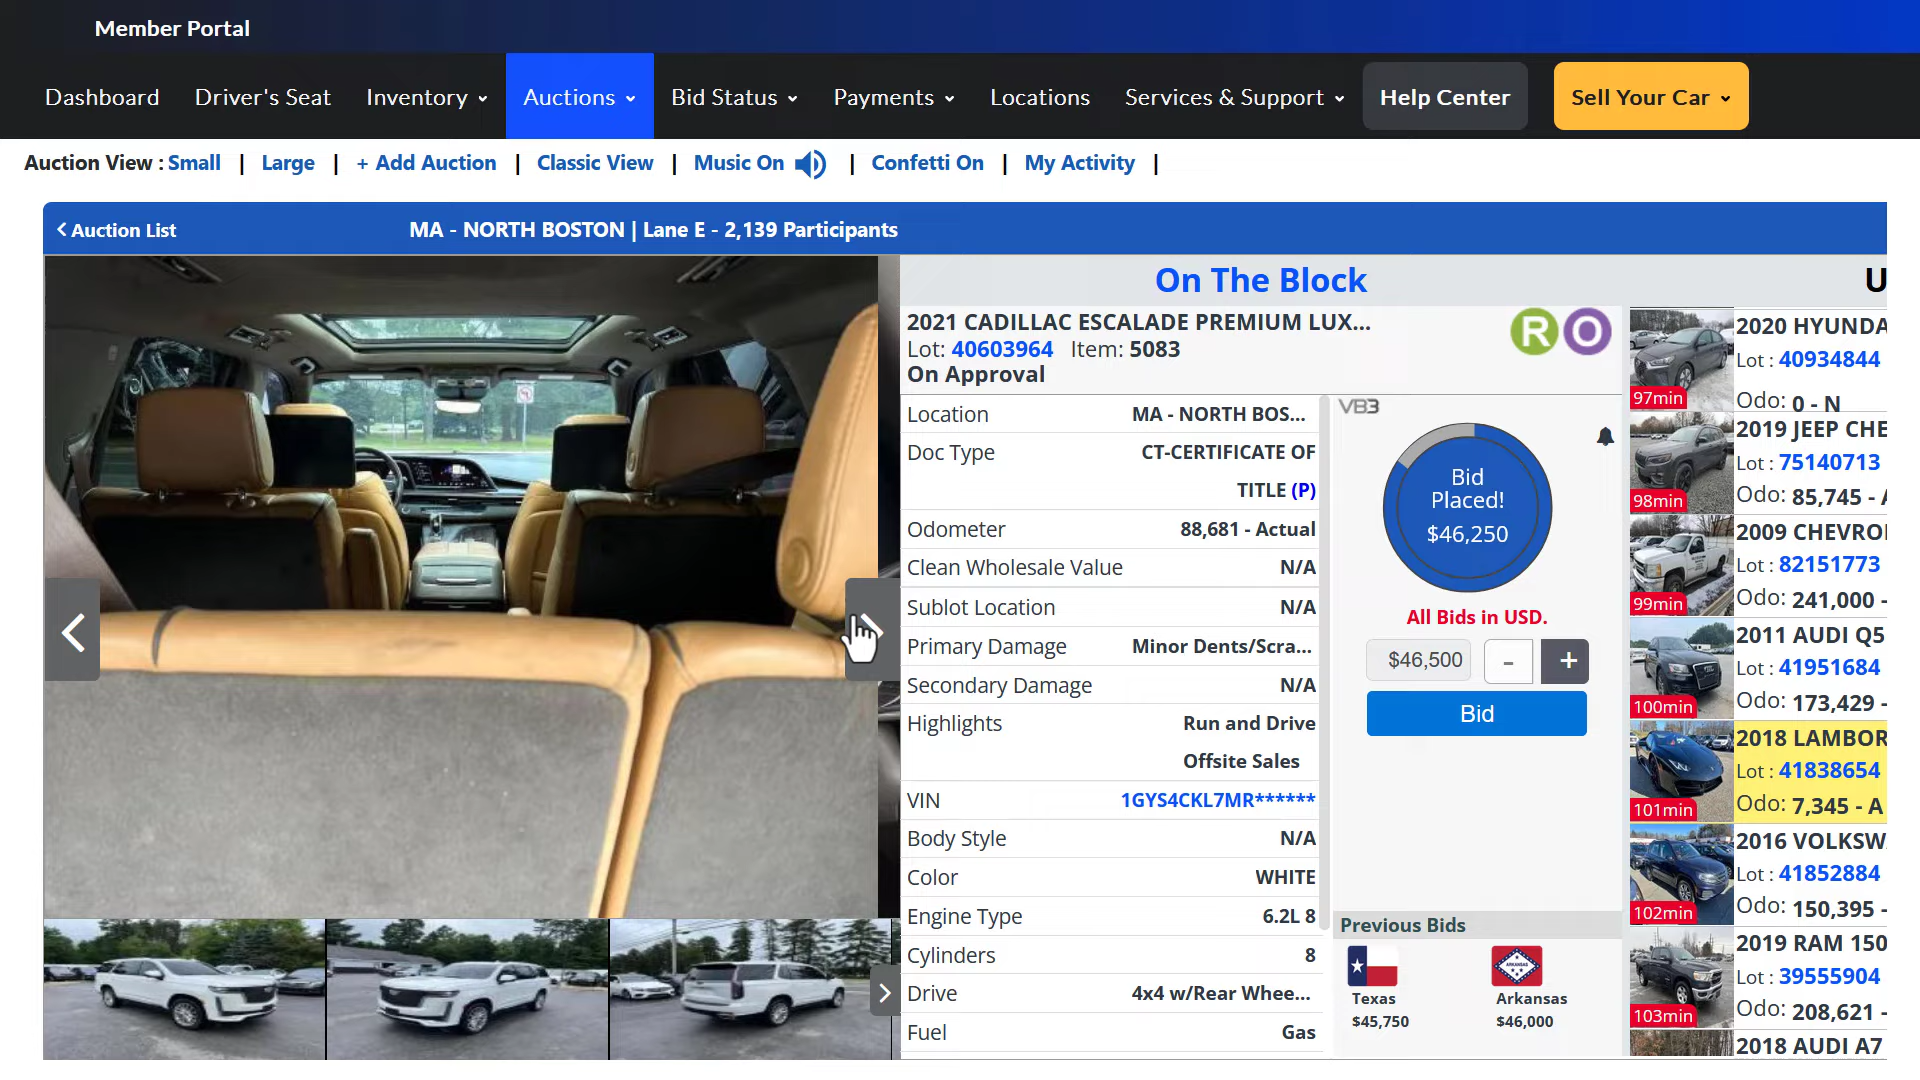 Member Portal
Dashboard Driver's Seat Inventory Auctions Bid Status Payments Locations Services & Support Help Center Sell Your Car
Auction View : Small | Large | + Add Auction | Classic View | Music On | Confetti On | My Activity |
Auction List MA - NORTH BOSTON | Lane E - 2,139 Participants
On The Block
U
2021 CADILLAC ESCALADE PREMIUM LUX...
Lot: 40603964 Item: 5083
On Approval
R O
Location MA - NORTH BOS...
Doc Type CT-CERTIFICATE OF
TITLE (P)
Odometer 88,681 - Actual
Clean Wholesale Value N/A
Sublot Location N/A
Primary Damage Minor Dents/Scra...
Secondary Damage N/A
Highlights Run and Drive
Offsite Sales
VIN 1GYS4CKL7MR******
Body Style N/A
Color WHITE
Engine Type 6.2L 8
Cylinders 8
Drive 4x4 w/Rear Whee...
Fuel Gas
VB3
Bid
Placed!
$46,250
All Bids in USD.
$46,500 - +
Bid
Previous Bids
Texas
$45,750
ARKANSAS
Arkansas
$46,000
2020 HYUNDA
Lot : 40934844
97min
Odo: 0 - N
2019 JEEP CHE
Lot : 75140713
98min
Odo: 85,745 - A
2009 CHEVROL
Lot : 82151773
99min
Odo: 241,000 -
2011 AUDI Q5
Lot : 41951684
100min
Odo: 173,429 -
2018 LAMBOR
Lot : 41838654
101min
Odo: 7,345 - A
2016 VOLKSW
Lot : 41852884
102min
Odo: 150,395 -
2019 RAM 150
Lot : 39555904
103min
Odo: 208,621 -
2018 AUDI A7